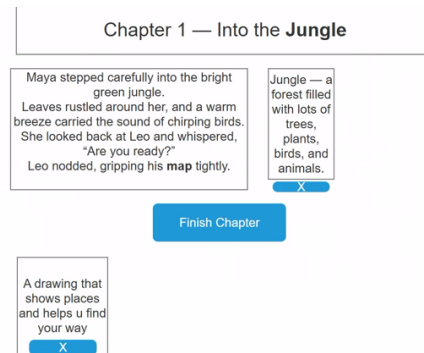 Chapter 1 — Into the Jungle
Maya stepped carefully into the bright
green jungle.
Leaves rustled around her, and a warm
breeze carried the sound of chirping birds.
She looked back at Leo and whispered,
“Are you ready?”
Leo nodded, gripping his map tightly.
Jungle — a
forest filled
with lots of
trees,
plants,
birds, and
animals.
X
Finish Chapter
A drawing that
shows places
and helps u find
your way
X